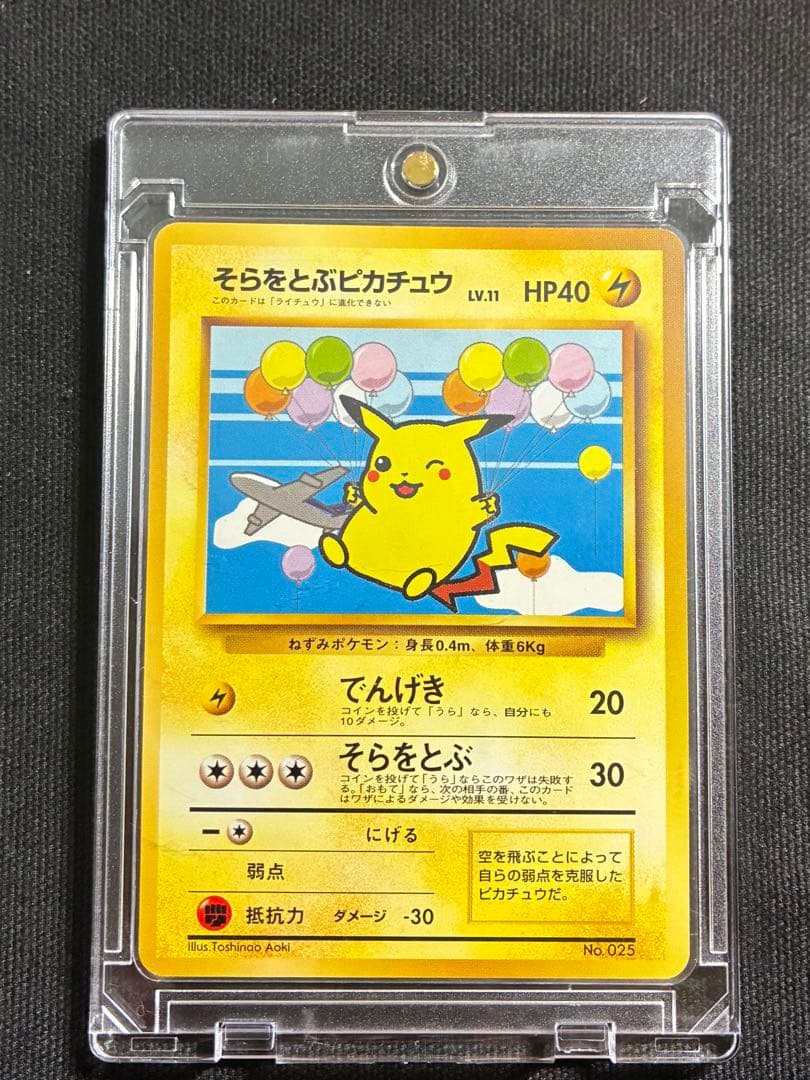 そらをとぶピカチュウ LV.11 HP40
このカードは「ライチュウ」に進化できない
ねずみポケモン：身長0.4m、体重6Kg
でんげき 20
コインを投げて「うら」なら、自分にも
10ダメージ。
そらをとぶ 30
コインを投げて「うら」ならこのワザは失敗す
る。「おもて」なら、次の相手の番、このカード
はワザによるダメージや効果を受けない。
にげる
弱点
抵抗力 ダメージ -30
空を飛ぶことによって
自らの弱点を克服した
ピカチュウだ。
Illus.Toshinao Aoki No. 025